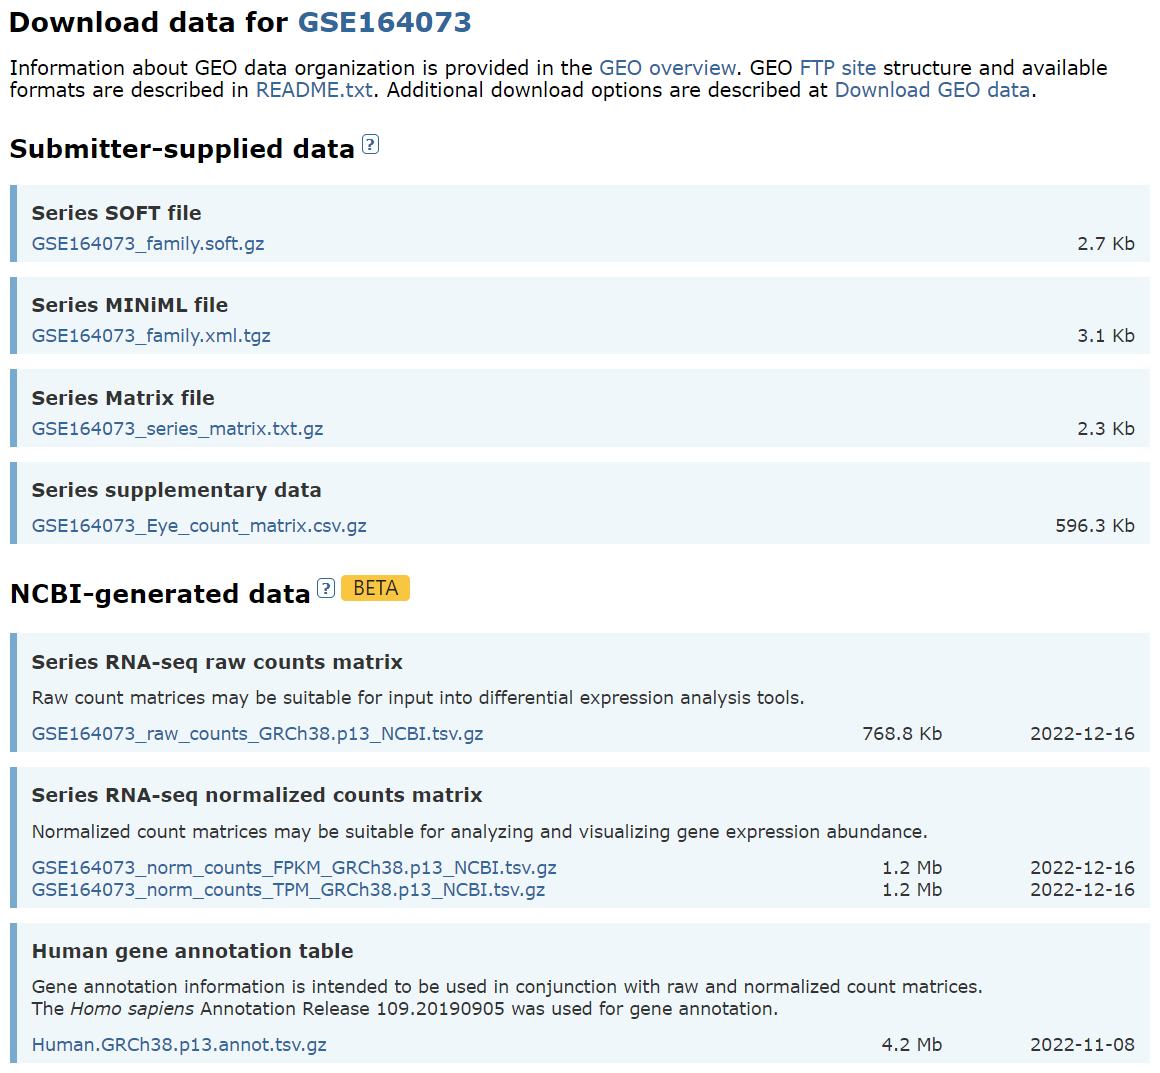 Download data for GSE164073
Information about GEO data organization is provided in the GEO overview. GEO FTP site structure and available
formats are described in README.txt. Additional download options are described at Download GEO data.
Submitter-supplied data ?
Series SOFT file
GSE164073_family.soft.gz 2.7 Kb
Series MINiML file
GSE164073_family.xml.tgz 3.1 Kb
Series Matrix file
GSE164073_series_matrix.txt.gz 2.3 Kb
Series supplementary data
GSE164073_Eye_count_matrix.csv.gz 596.3 Kb
NCBI-generated data ? BETA
Series RNA-seq raw counts matrix
Raw count matrices may be suitable for input into differential expression analysis tools.
GSE164073_raw_counts_GRCh38.p13_NCBI.tsv.gz 768.8 Kb 2022-12-16
Series RNA-seq normalized counts matrix
Normalized count matrices may be suitable for analyzing and visualizing gene expression abundance.
GSE164073_norm_counts_FPKM_GRCh38.p13_NCBI.tsv.gz 1.2 Mb 2022-12-16
GSE164073_norm_counts_TPM_GRCh38.p13_NCBI.tsv.gz 1.2 Mb 2022-12-16
Human gene annotation table
Gene annotation information is intended to be used in conjunction with raw and normalized count matrices.
The Homo sapiens Annotation Release 109.20190905 was used for gene annotation.
Human.GRCh38.p13.annot.tsv.gz 4.2 Mb 2022-11-08